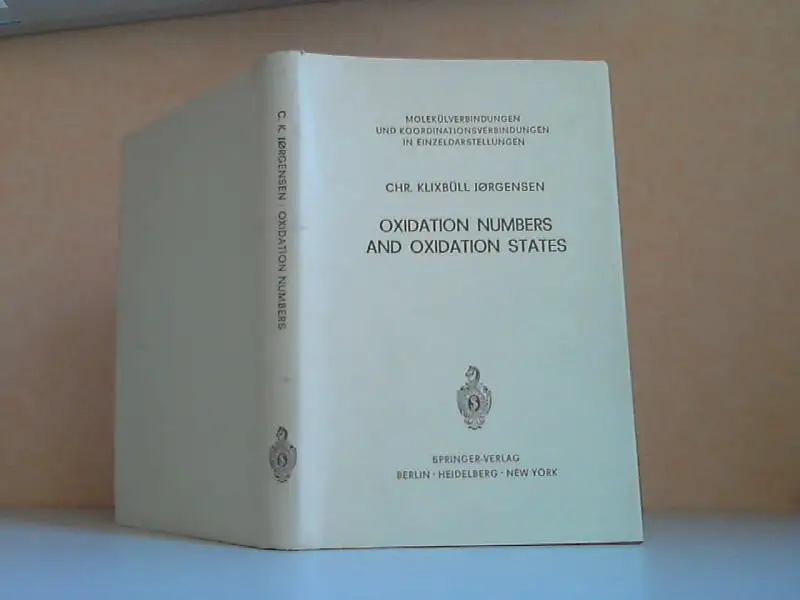 MOLEKÜLVERBINDUNGEN
UND KOORDINATIONSVERBINDUNGEN
IN EINZELDARSTELLUNGEN
CHR. KLIXBÜLL JØRGENSEN
OXIDATION NUMBERS
AND OXIDATION STATES
SPRINGER-VERLAG
BERLIN · HEIDELBERG · NEW YORK
C. K. JØRGENSEN · OXIDATION NUMBERS